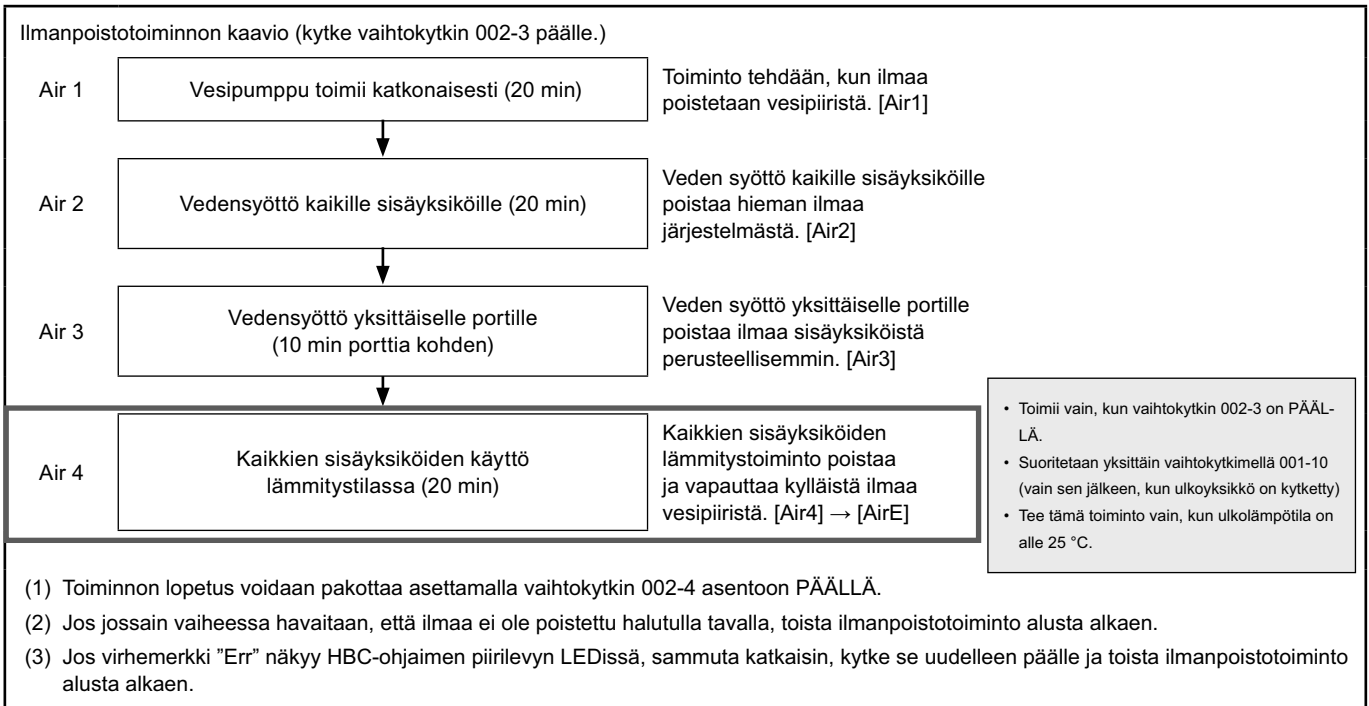 Ilmanpoistotoiminnon kaavio (kytke vaihtokytkin 002-3 päälle.)
Air 1
Vesipumppu toimii katkonaisesti (20 min)
Toiminto tehdään, kun ilmaa
poistetaan vesipiiristä. [Air1]
Air 2
Vedensyöttö kaikille sisäyksiköille (20 min)
Veden syöttö kaikille sisäyksiköille
poistaa hieman ilmaa
järjestelmästä. [Air2]
Air 3
Vedensyöttö yksittäiselle portille
(10 min porttia kohden)
Veden syöttö yksittäiselle portille
poistaa ilmaa sisäyksiköistä
perusteellisemmin. [Air3]
Air 4
Kaikkien sisäyksiköiden käyttö
lämmitystilassa (20 min)
Kaikkien sisäyksiköiden
lämmitystoiminto poistaa
ja vapauttaa kylläistä ilmaa
vesipiiristä. [Air4] → [AirE]
• Toimii vain, kun vaihtokytkin 002-3 on PÄÄL-
LÄ.
• Suoritetaan yksittäin vaihtokytkimellä 001-10
(vain sen jälkeen, kun ulkoyksikkö on kytketty)
• Tee tämä toiminto vain, kun ulkolämpötila on
alle 25 °C.
(1) Toiminnon lopetus voidaan pakottaa asettamalla vaihtokytkin 002-4 asentoon PÄÄLLÄ.
(2) Jos jossain vaiheessa havaitaan, että ilmaa ei ole poistettu halutulla tavalla, toista ilmanpoistotoiminto alusta alkaen.
(3) Jos virhemerkki ”Err” näkyy HBC-ohjaimen piirilevyn LEDissä, sammuta katkaisin, kytke se uudelleen päälle ja toista ilmanpoistotoiminto
alusta alkaen.